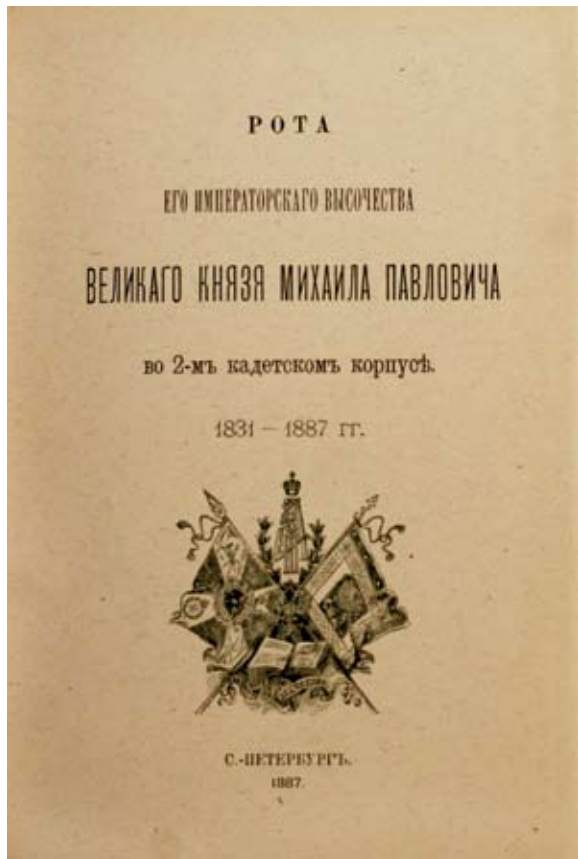 РОТА
ЕГО ИМПЕРАТОРСКАГО ВЫСОЧЕСТВА
ВЕЛИКАГО КНЯЗЯ МИХАИЛА ПАВЛОВИЧА
во 2-мъ кадетскомъ корпусѣ.
1831 – 1887 гг.
С.-ПЕТЕРБУРГЪ.
1887.